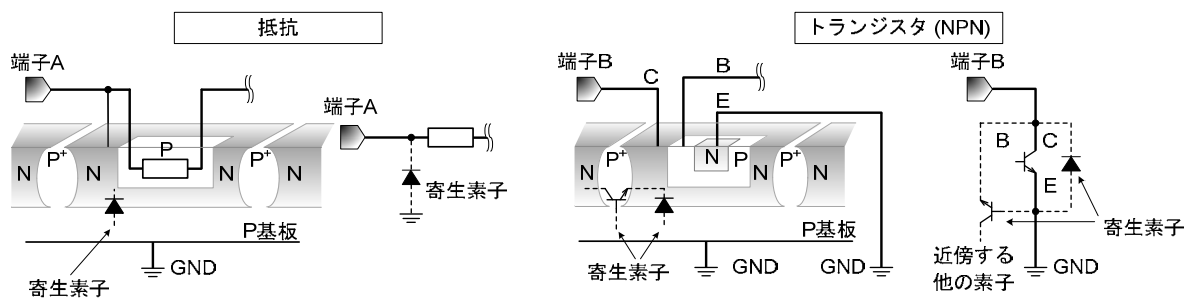 抵抗
トランジスタ (NPN)
端子A
端子A
N
P+
N
P
N
P+
N
寄生素子
P基板
GND
寄生素子
端子B
C
B
E
N
P+
N
N
P
N
P+
N
P基板
寄生素子
GND
GND
端子B
B
C
E
寄生素子
近傍する
他の素子
GND